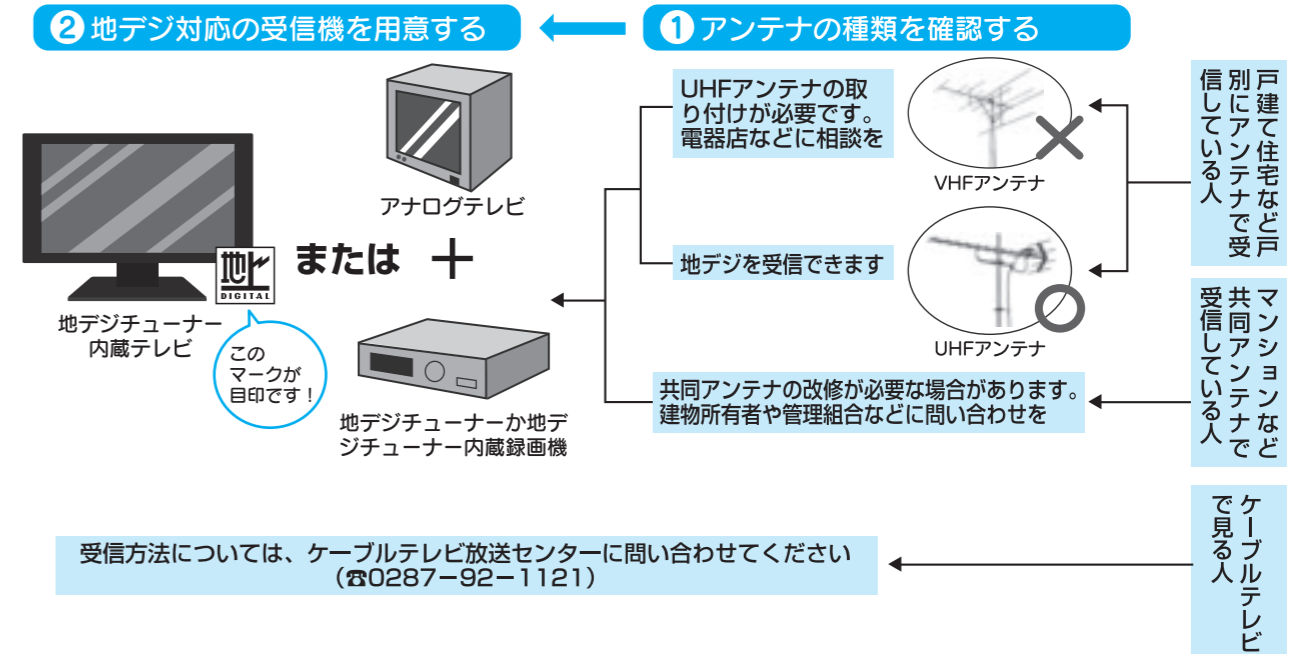 ❶アンテナの種類を確認する
❷地デジ対応の受信機を用意する
戸建て住宅など戸
別にアンテナで受
信している人
VHFアンテナ
UHFアンテナの取
り付けが必要です。
電器店などに相談を
UHFアンテナ
地デジを受信できます
マンションなど
共同アンテナで
受信している人
共同アンテナの改修が必要な場合があります。
建物所有者や管理組合などに問い合わせを
アナログテレビ
または ＋
地デジ
DIGITAL
地デジチューナー
内蔵テレビ
この
マークが
目印です！
地デジチューナーか地デ
ジチューナー内蔵録画機
ケーブルテレビ
で見る人
受信方法については、ケーブルテレビ放送センターに問い合わせてください
（☎0287−92−1121）